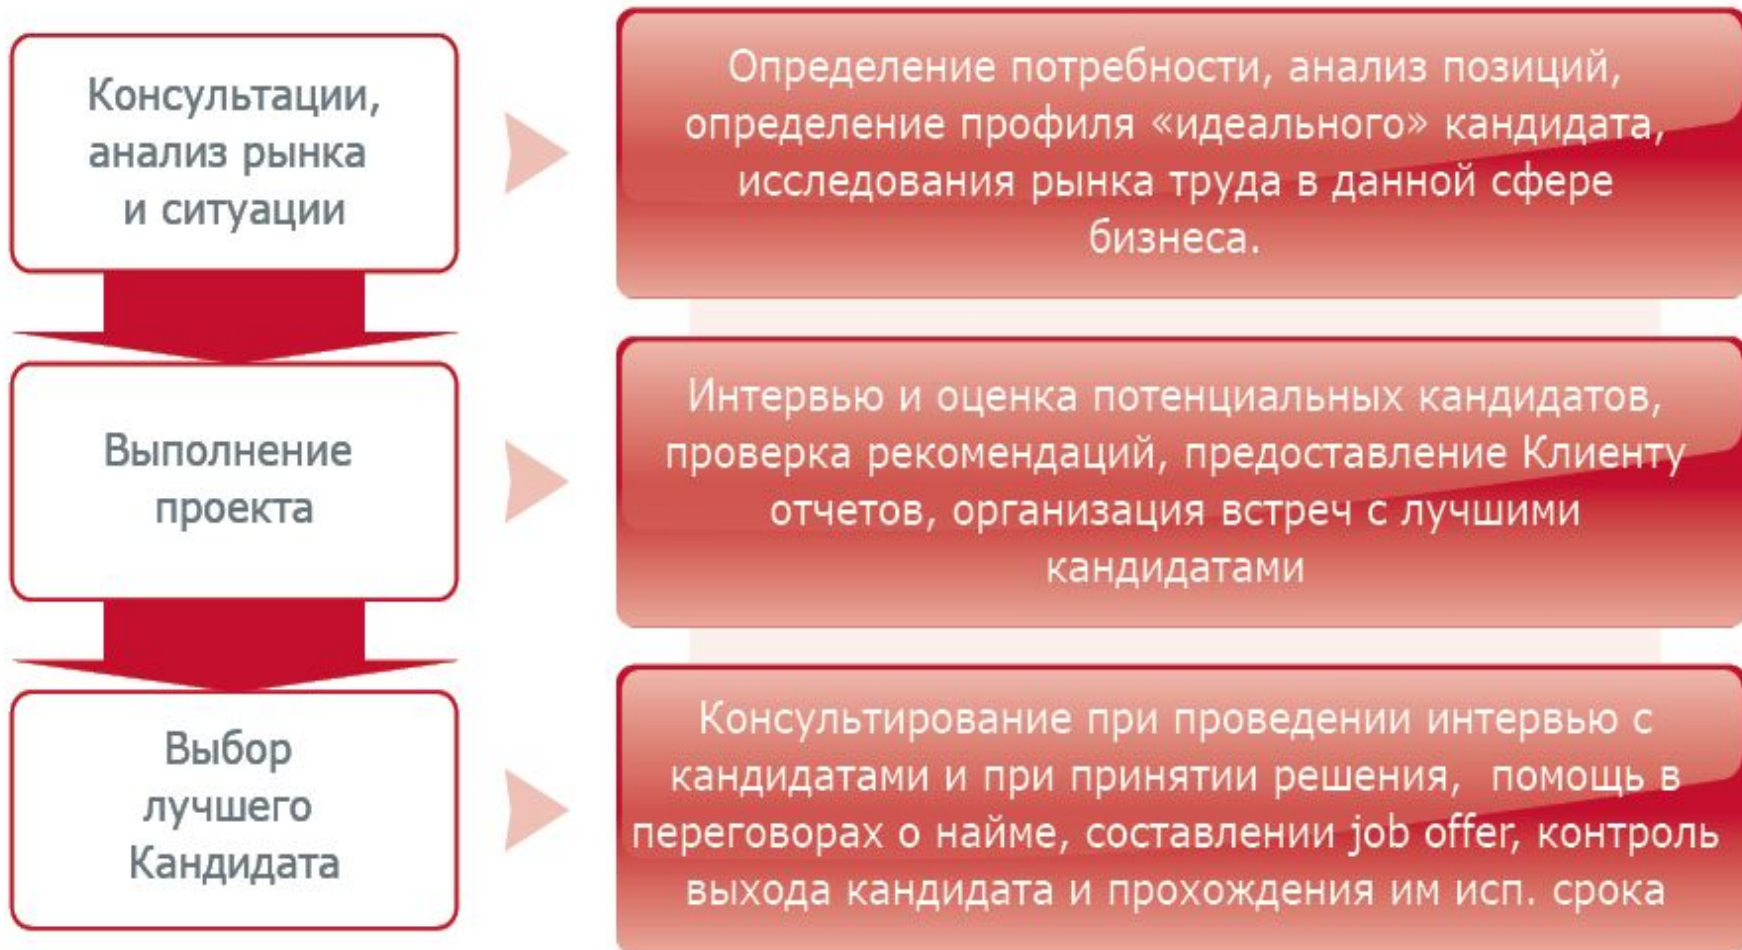 Консультации,
анализ рынка
и ситуации
Определение потребности, анализ позиций,
определение профиля «идеального» кандидата,
исследования рынка труда в данной сфере
бизнеса.
Выполнение
проекта
Интервью и оценка потенциальных кандидатов,
проверка рекомендаций, предоставление Клиенту
отчетов, организация встреч с лучшими
кандидатами
Выбор
лучшего
Кандидата
Консультирование при проведении интервью с
кандидатами и при принятии решения, помощь в
переговорах о найме, составлении job offer, контроль
выхода кандидата и прохождения им исп. срока